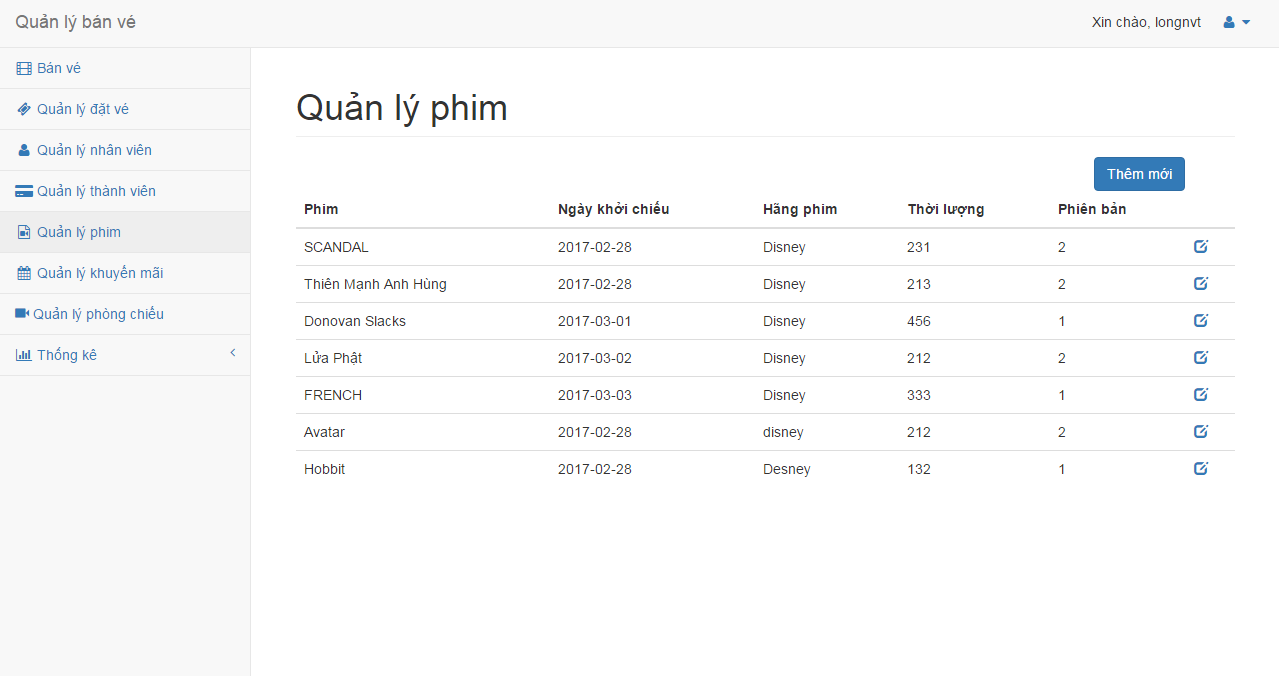 Quản lý bán vé
Xin chào, longnvt
Bán vé
Quản lý đặt vé
Quản lý nhân viên
Quản lý thành viên
Quản lý phim
Quản lý khuyến mãi
Quản lý phòng chiếu
Thống kê
Quản lý phim
Thêm mới
Phim Ngày khởi chiếu Hãng phim Thời lượng Phiên bản
SCANDAL 2017-02-28 Disney 231 2
Thiên Mạnh Anh Hùng 2017-02-28 Disney 213 2
Donovan Slacks 2017-03-01 Disney 456 1
Lửa Phật 2017-03-02 Disney 212 2
FRENCH 2017-03-03 Disney 333 1
Avatar 2017-02-28 disney 212 2
Hobbit 2017-02-28 Desney 132 1